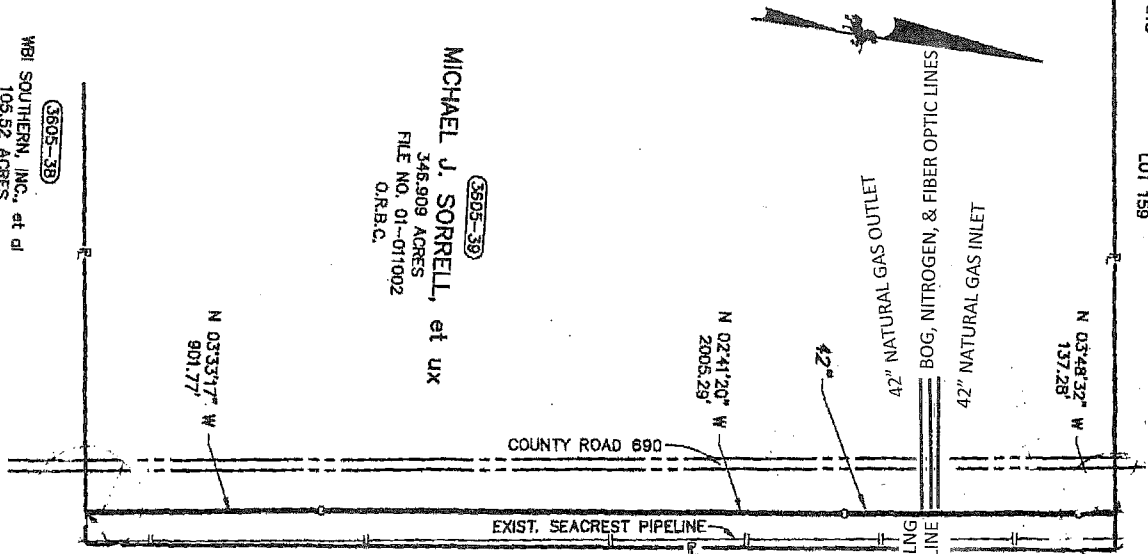 LOT 159
3605-38
WBI SOUTHERN, INC., et al
105.52 ACRES
3605-39
MICHAEL J. SORRELL, et ux
346.909 ACRES
FILE NO. 01-011002
O.R.B.C.
42" NATURAL GAS OUTLET
BOG, NITROGEN, & FIBER OPTIC LINES
42" NATURAL GAS INLET
N 03°48'32" W
137.28'
42"
N 02°41'20" W
2005.29'
N 03°33'17" W
901.77'
COUNTY ROAD 690
EXIST. SEACREST PIPELINE
LNG
LINE